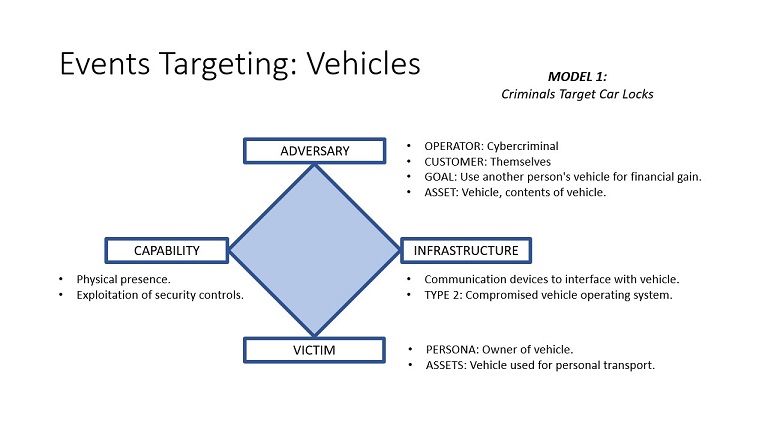 Events Targeting: Vehicles
MODEL 1:
Criminals Target Car Locks
ADVERSARY
• OPERATOR: Cybercriminal
• CUSTOMER: Themselves
• GOAL: Use another person's vehicle for financial gain.
• ASSET: Vehicle, contents of vehicle.
CAPABILITY
• Physical presence.
• Exploitation of security controls.
INFRASTRUCTURE
• Communication devices to interface with vehicle.
• TYPE 2: Compromised vehicle operating system.
VICTIM
• PERSONA: Owner of vehicle.
• ASSETS: Vehicle used for personal transport.